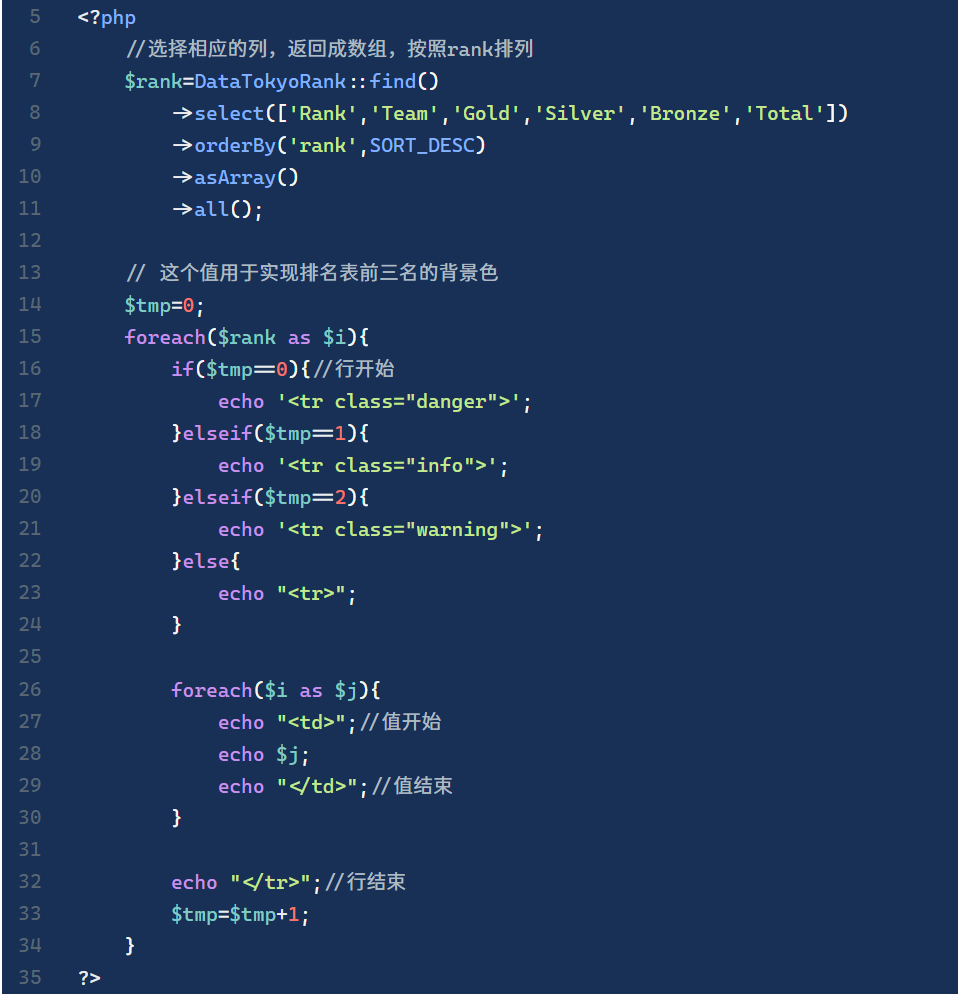 5 <?php
6 //选择相应的列，返回成数组，按照rank排列
7 $rank=DataTokyoRank::find()
8 ->select(['Rank','Team','Gold','Silver','Bronze','Total'])
9 ->orderBy('rank',SORT_DESC)
10 ->asArray()
11 ->all();
12
13 // 这个值用于实现排名表前三名的背景色
14 $tmp=0;
15 foreach($rank as $i){
16 if($tmp==0){//行开始
17 echo '<tr class="danger">';
18 }elseif($tmp==1){
19 echo '<tr class="info">';
20 }elseif($tmp==2){
21 echo '<tr class="warning">';
22 }else{
23 echo "<tr>";
24 }
25
26 foreach($i as $j){
27 echo "<td>";//值开始
28 echo $j;
29 echo "</td>";//值结束
30 }
31
32 echo "</tr>";//行结束
33 $tmp=$tmp+1;
34 }
35 ?>